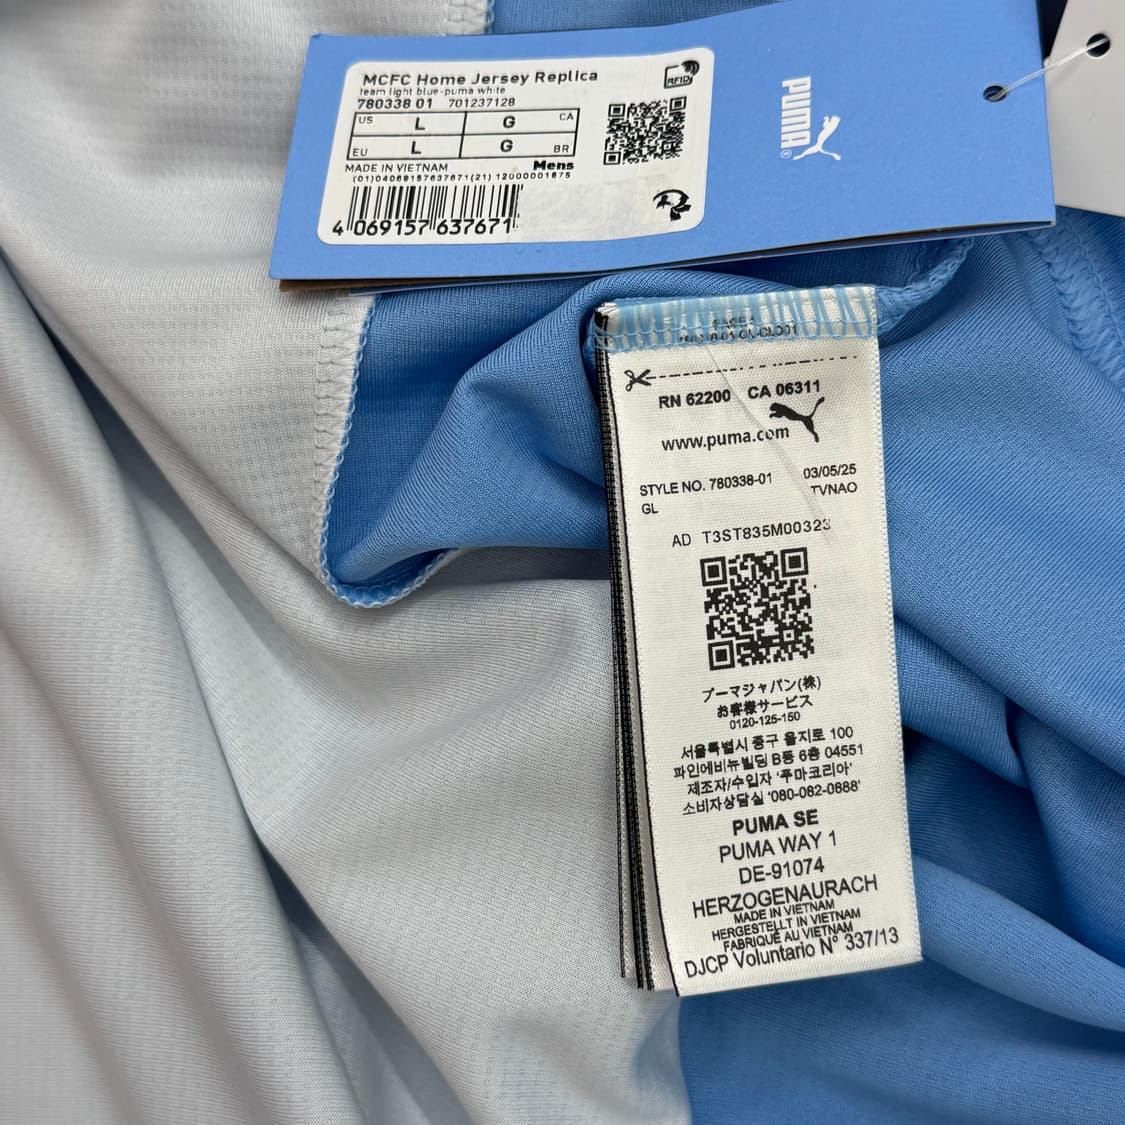 MCFC Home Jersey Replica
team light blue-puma white
780338 01 701237128
US L G CA
EU L G BR
MADE IN VIETNAM Mens
(01)04069157637671(21) 12000001875
4 069157 637671
RFID
PUMA
RN 62200 CA 06311
www.puma.com
STYLE NO. 780338-01 03/05/25
GL TVNAO
AD T3ST835M00323
プーマジャパン(株)
お客様サービス
0120-125-150
서울특별시 중구 을지로 100
파인에비뉴빌딩 B동 6층 04551
제조자/수입자 '푸마코리아'
소비자상담실 '080-082-0888'
PUMA SE
PUMA WAY 1
DE-91074
HERZOGENAURACH
MADE IN VIETNAM
HERGESTELLT IN VIETNAM
FABRIQUÉ AU VIETNAM
DJCP Voluntario N° 337/13